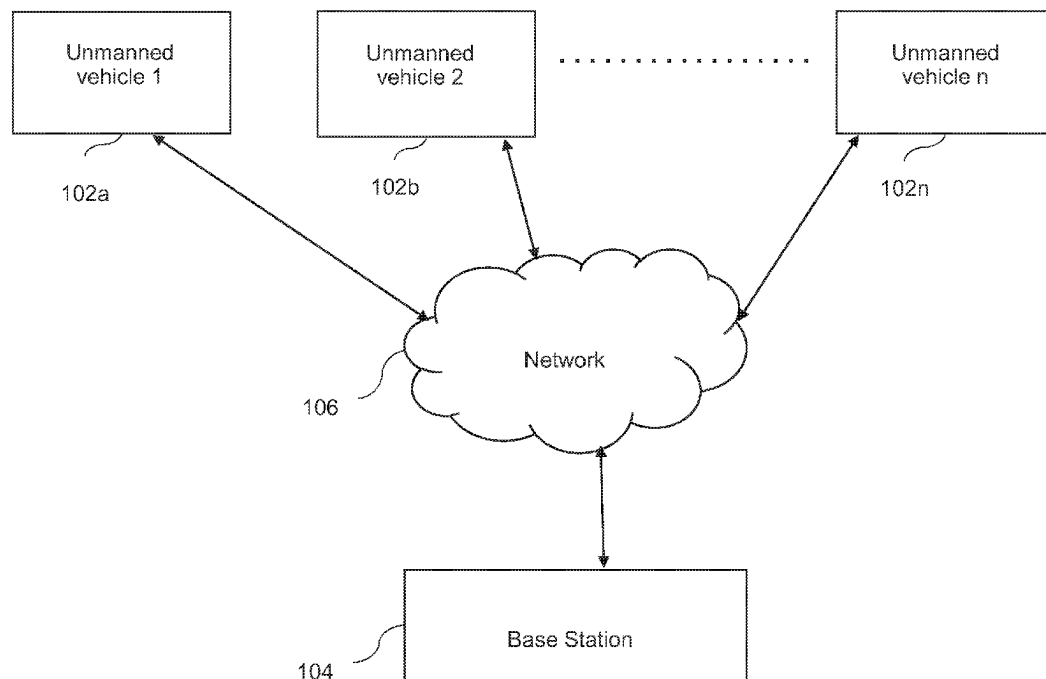 Unmanned
vehicle 1
Unmanned
vehicle 2
Unmanned
vehicle n
102a
102b
102n
Network
106
Base Station
104